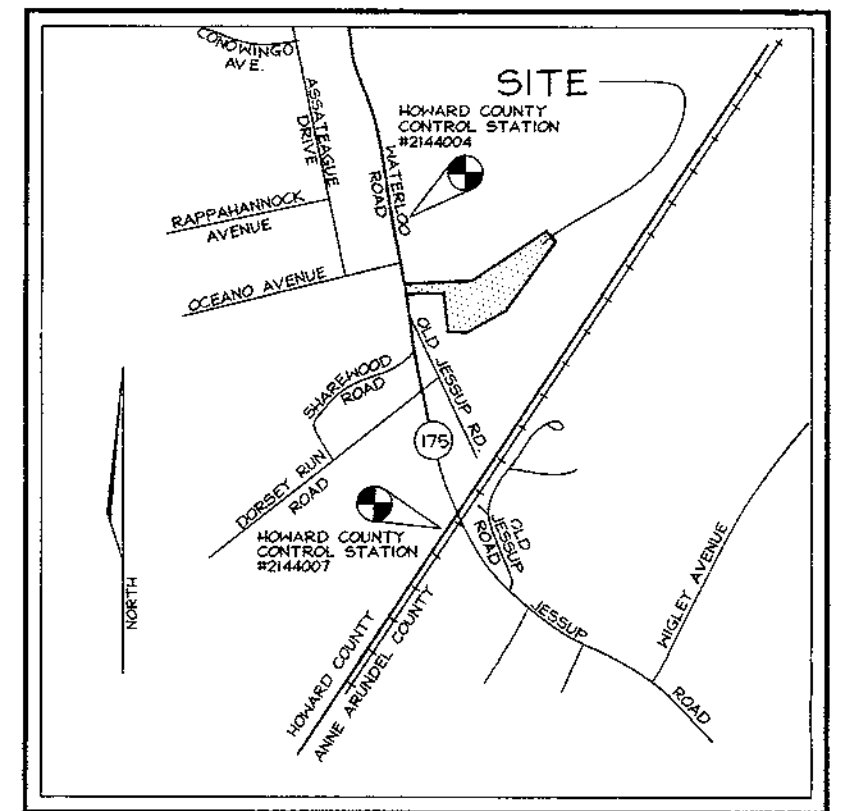 CONOWINGO
AVE.
SITE
ASSATEAGUE
DRIVE
HOWARD COUNTY
CONTROL STATION
#2144004
WATERLOO
ROAD
RAPPAHANNOCK
AVENUE
OCEANO AVENUE
OLD JESSUP RD.
SHAREWOOD
ROAD
175
DORSEY RUN
ROAD
HOWARD COUNTY
CONTROL STATION
#2144007
OLD
JESSUP
ROAD
WIGLEY AVENUE
NORTH
JESSUP
ROAD
HOWARD COUNTY
ANNE ARUNDEL COUNTY